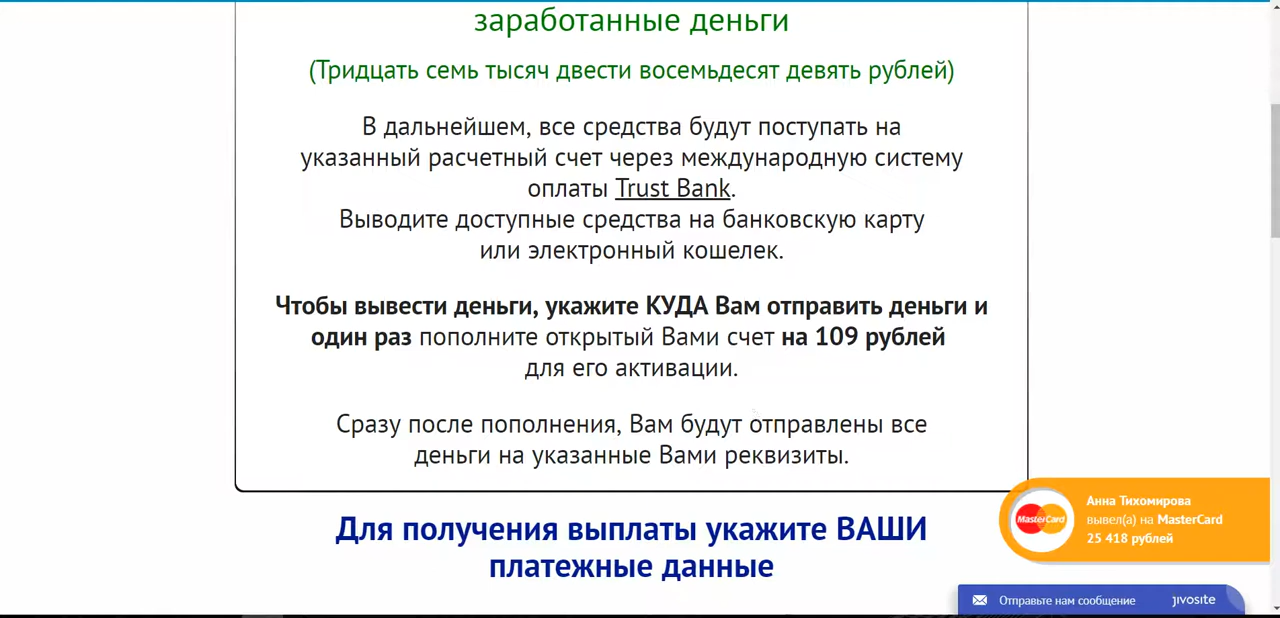 заработанные деньги
(Тридцать семь тысяч двести восемьдесят девять рублей)
В дальнейшем, все средства будут поступать на
указанный расчетный счет через международную систему
оплаты Trust Bank.
Выводите доступные средства на банковскую карту
или электронный кошелек.
Чтобы вывести деньги, укажите КУДА Вам отправить деньги и
один раз пополните открытый Вами счет на 109 рублей
для его активации.
Сразу после пополнения, Вам будут отправлены все
деньги на указанные Вами реквизиты.
Для получения выплаты укажите ВАШИ
платежные данные
MasterCard
Анна Тихомирова
вывел(а) на MasterCard
25 418 рублей
Отправьте нам сообщение jivosite